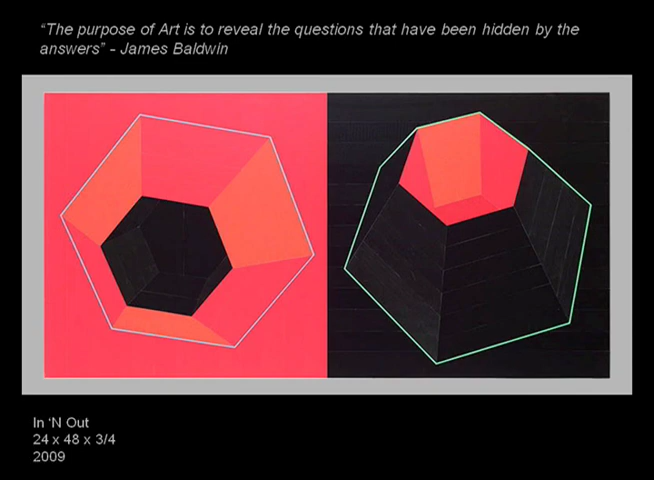 “The purpose of Art is to reveal the questions that have been hidden by the
answers” - James Baldwin
In ‘N Out
24 x 48 x 3/4
2009